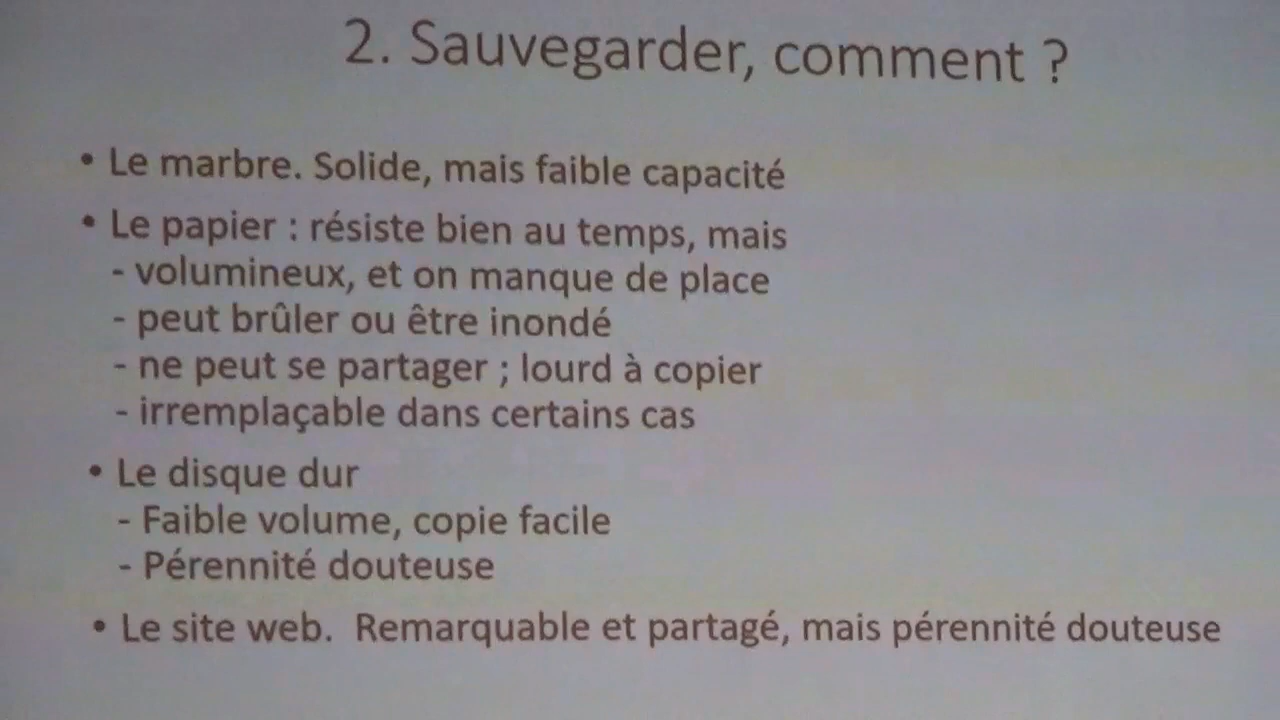 2. Sauvegarder, comment ?
• Le marbre. Solide, mais faible capacité
• Le papier : résiste bien au temps, mais
- volumineux, et on manque de place
- peut brûler ou être inondé
- ne peut se partager ; lourd à copier
- irremplaçable dans certains cas
• Le disque dur
- Faible volume, copie facile
- Pérennité douteuse
• Le site web. Remarquable et partagé, mais pérennité douteuse